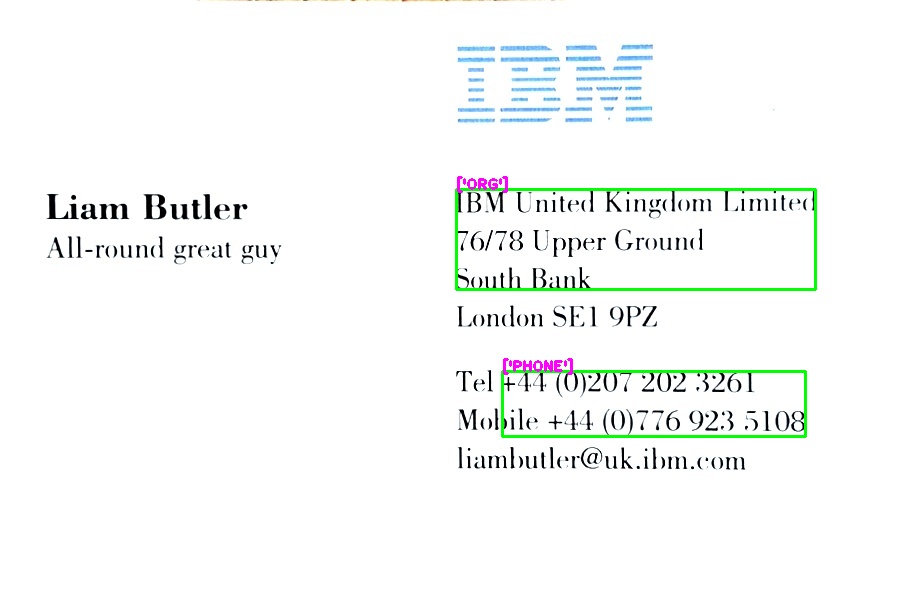 IBM
Liam Butler
All-round great guy
['ORG']
IBM United Kingdom Limited
76/78 Upper Ground
South Bank
London SE1 9PZ
['PHONE']
Tel +44 (0)207 202 3261
Mobile +44 (0)776 923 5108
liambutler@uk.ibm.com